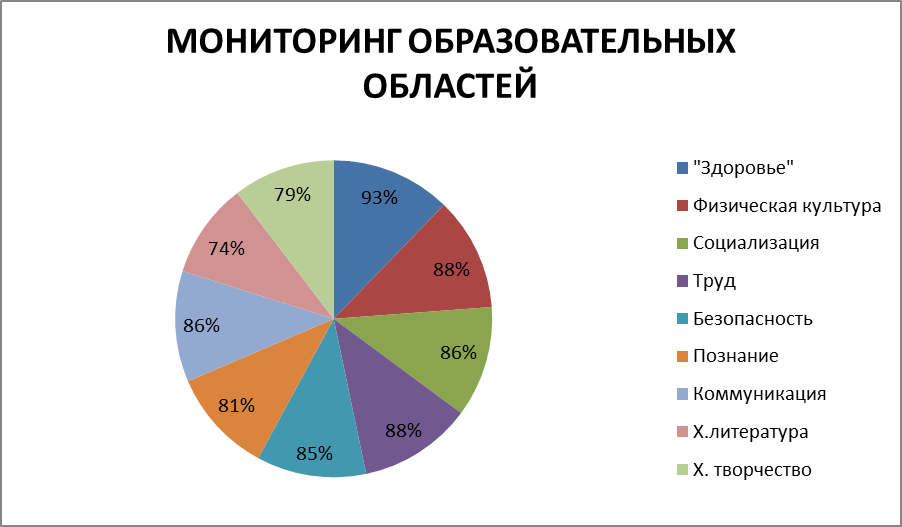 МОНИТОРИНГ ОБРАЗОВАТЕЛЬНЫХ
ОБЛАСТЕЙ
93%
88%
86%
88%
85%
81%
86%
74%
79%
"Здоровье"
Физическая культура
Социализация
Труд
Безопасность
Познание
Коммуникация
Х.литература
Х. творчество